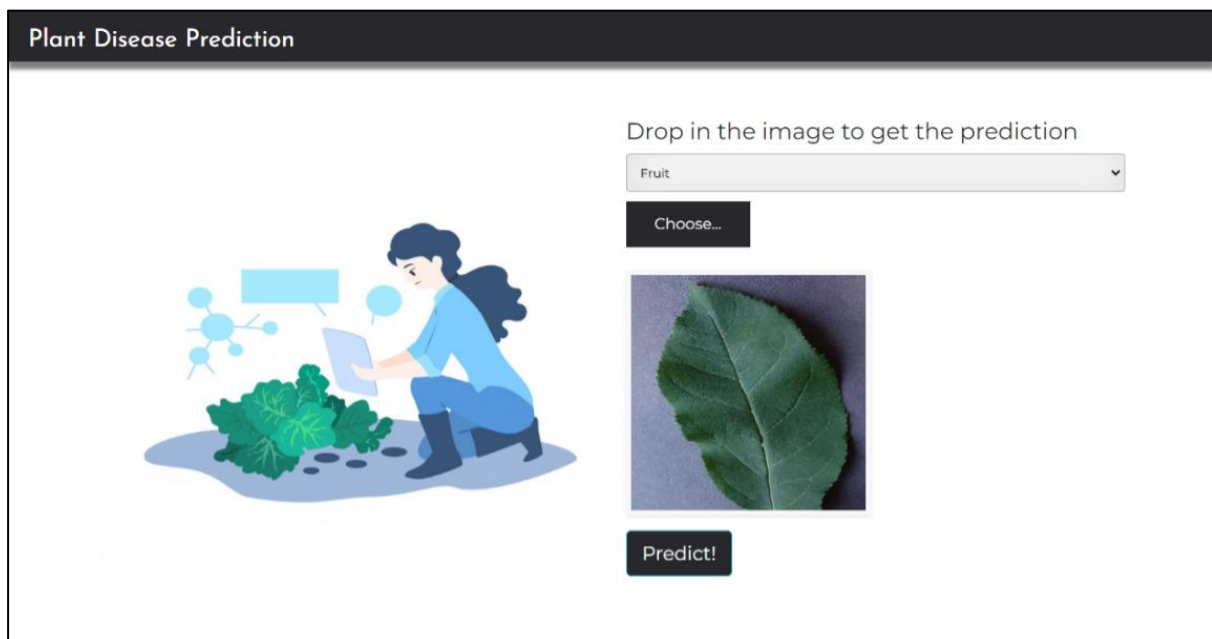 Plant Disease Prediction
Drop in the image to get the prediction
Fruit
Choose...
Predict!